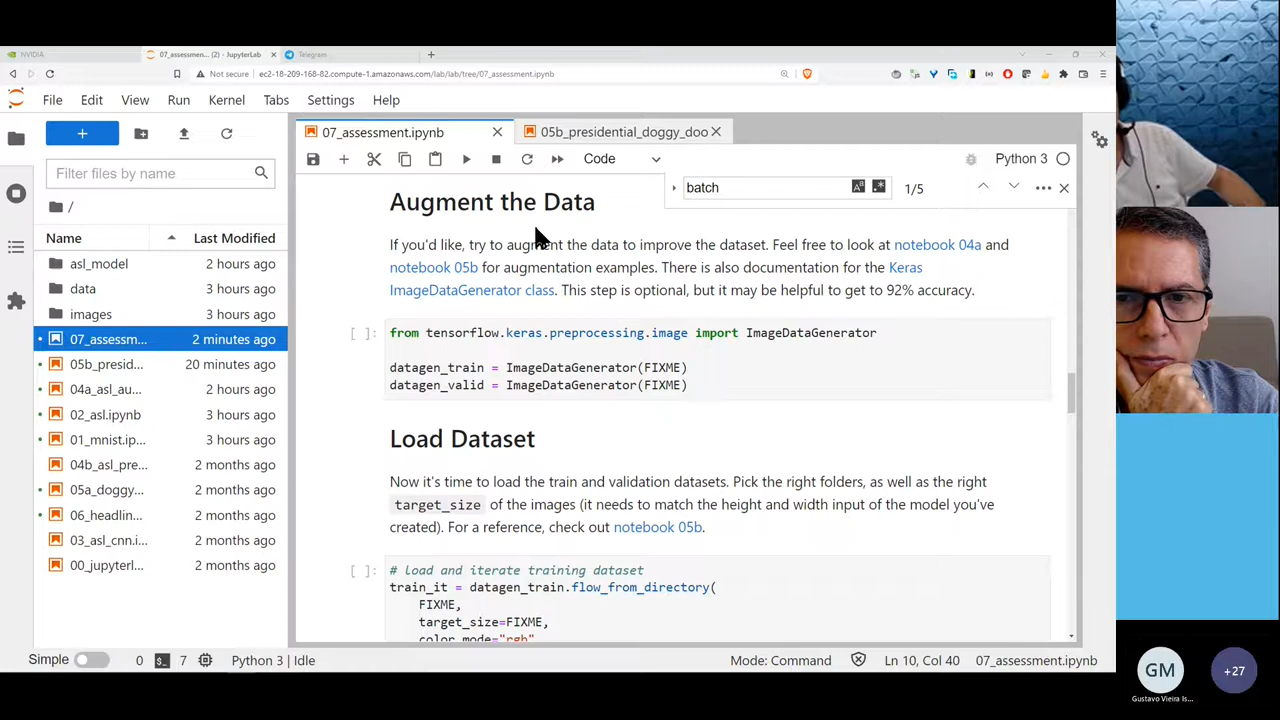 NVIDIA
07_assessment... (2) - JupyterLab
Telegram
Not secure
ec2-18-209-168-82.compute-1.amazonaws.com/lab/lab/tree/07_assessment.ipynb
File Edit View Run Kernel Tabs Settings Help
Filter files by name
/
Name
Last Modified
asl_model 2 hours ago
data 3 hours ago
images 3 hours ago
07_assessm... 2 minutes ago
05b_presid... 20 minutes ago
04a_asl_au... 2 hours ago
02_asl.ipynb 3 hours ago
01_mnist.ip... 3 hours ago
04b_asl_pre... 2 months ago
05a_doggy... 2 months ago
06_headlin... 2 months ago
03_asl_cnn.i... 2 months ago
00_jupyterl... 2 months ago
07_assessment.ipynb
05b_presidential_doggy_doo
Code
Python 3
batch
1/5
Augment the Data
If you'd like, try to augment the data to improve the dataset. Feel free to look at notebook 04a and
notebook 05b for augmentation examples. There is also documentation for the Keras
ImageDataGenerator class. This step is optional, but it may be helpful to get to 92% accuracy.
[ ]:
from tensorflow.keras.preprocessing.image import ImageDataGenerator
datagen_train = ImageDataGenerator(FIXME)
datagen_valid = ImageDataGenerator(FIXME)
Load Dataset
Now it's time to load the train and validation datasets. Pick the right folders, as well as the right
target_size of the images (it needs to match the height and width input of the model you've
created). For a reference, check out notebook 05b.
[ ]:
# load and iterate training dataset
train_it = datagen_train.flow_from_directory(
FIXME,
target_size=FIXME,
color_mode="rgb"
Simple 0 7 Python 3 | Idle
Mode: Command Ln 10, Col 40 07_assessment.ipynb
GM
Gustavo Vieira Is...
+27